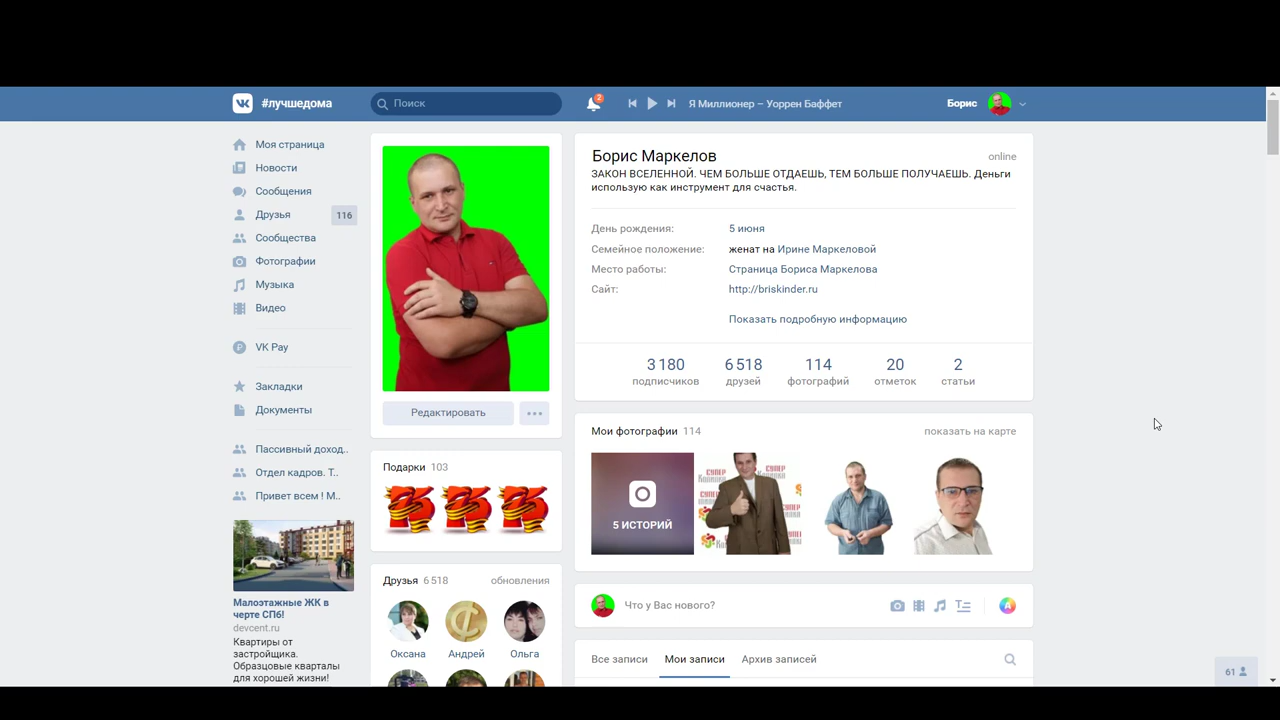 #лучшедома
Поиск
2
Я Миллионер – Уоррен Баффет
Борис
Моя страница
Новости
Сообщения
Друзья
116
Сообщества
Фотографии
Музыка
Видео
VK Pay
Закладки
Документы
Пассивный доход..
Отдел кадров. Т..
Привет всем ! М..
Малоэтажные ЖК в
черте СПб!
devcent.ru
Квартиры от
застройщика.
Образцовые кварталы
для хорошей жизни!
Редактировать
Подарки 103
Друзья 6 518
обновления
Оксана
Андрей
Ольга
Борис Маркелов
online
ЗАКОН ВСЕЛЕННОЙ. ЧЕМ БОЛЬШЕ ОТДАЕШЬ, ТЕМ БОЛЬШЕ ПОЛУЧАЕШЬ. Деньги
использую как инструмент для счастья.
День рождения: 5 июня
Семейное положение: женат на Ирине Маркеловой
Место работы: Страница Бориса Маркелова
Сайт: http://briskinder.ru
Показать подробную информацию
3 180 6 518 114 20 2
подписчиков друзей фотографий отметок статьи
Мои фотографии 114
показать на карте
5 ИСТОРИЙ
Что у Вас нового?
Все записи Мои записи Архив записей
61